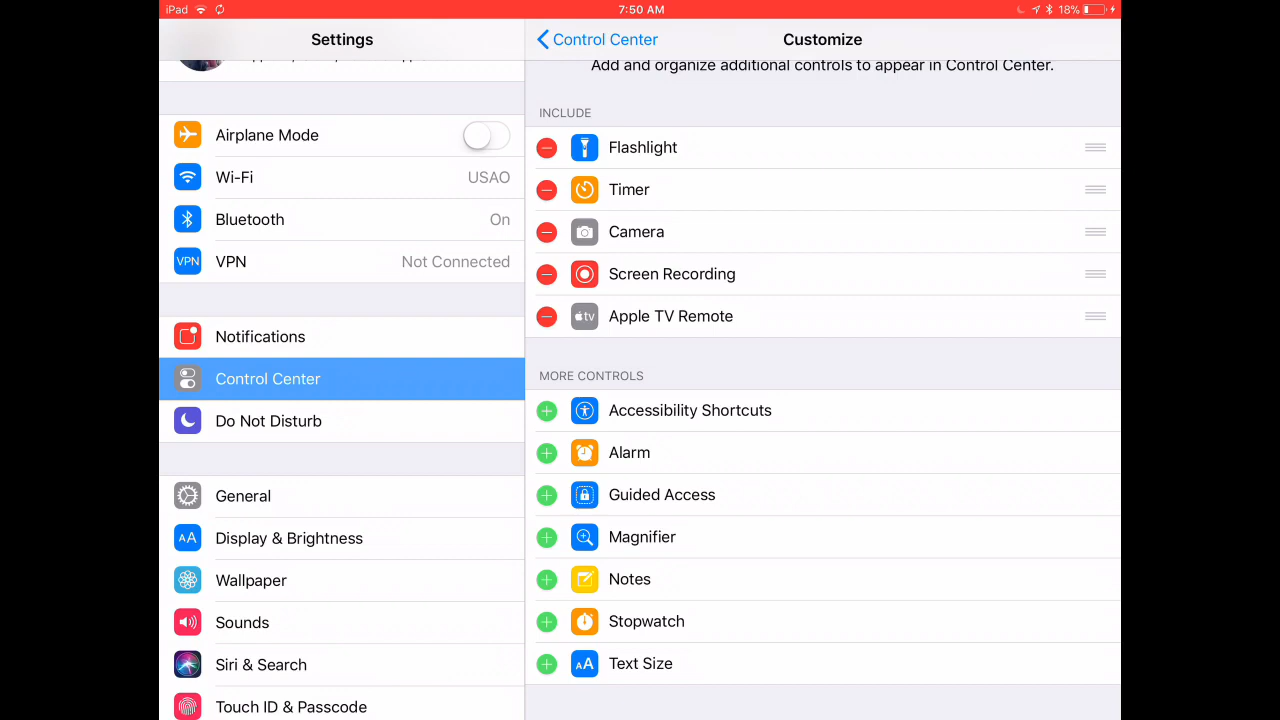 iPad
7:50 AM
18%
Settings
Control Center
Customize
Add and organize additional controls to appear in Control Center.
Airplane Mode
Wi-Fi
USAO
Bluetooth
On
VPN
VPN
Not Connected
Notifications
Control Center
Do Not Disturb
General
AA
Display & Brightness
Wallpaper
Sounds
Siri & Search
Touch ID & Passcode
INCLUDE
Flashlight
Timer
Camera
Screen Recording
tv
Apple TV Remote
MORE CONTROLS
Accessibility Shortcuts
Alarm
Guided Access
Magnifier
Notes
Stopwatch
AA
Text Size